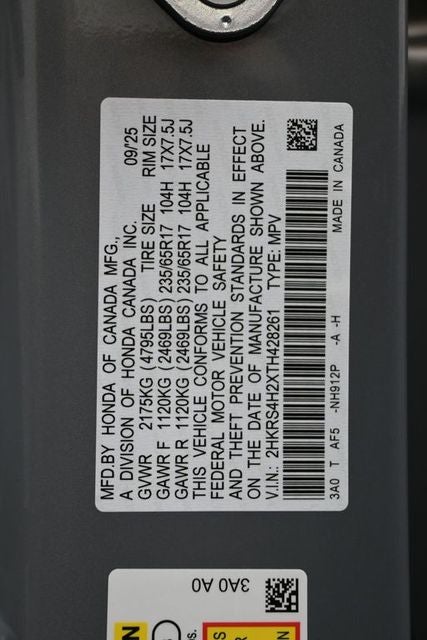 MFD.BY HONDA OF CANADA MFG.,
A DIVISION OF HONDA CANADA INC. 09/25
GVWR 2175KG (4795LBS) TIRE SIZE RIM SIZE
GAWR F 1120KG (2469LBS) 235/65R17 104H 17X7.5J
GAWR R 1120KG (2469LBS) 235/65R17 104H 17X7.5J
THIS VEHICLE CONFORMS TO ALL APPLICABLE
FEDERAL MOTOR VEHICLE SAFETY
AND THEFT PREVENTION STANDARDS IN EFFECT
ON THE DATE OF MANUFACTURE SHOWN ABOVE.
V.I.N.: 2HKRS4H2XTH428261 TYPE: MPV
3A0 T AF5 -NH912P -A -H MADE IN CANADA
3A0 A0